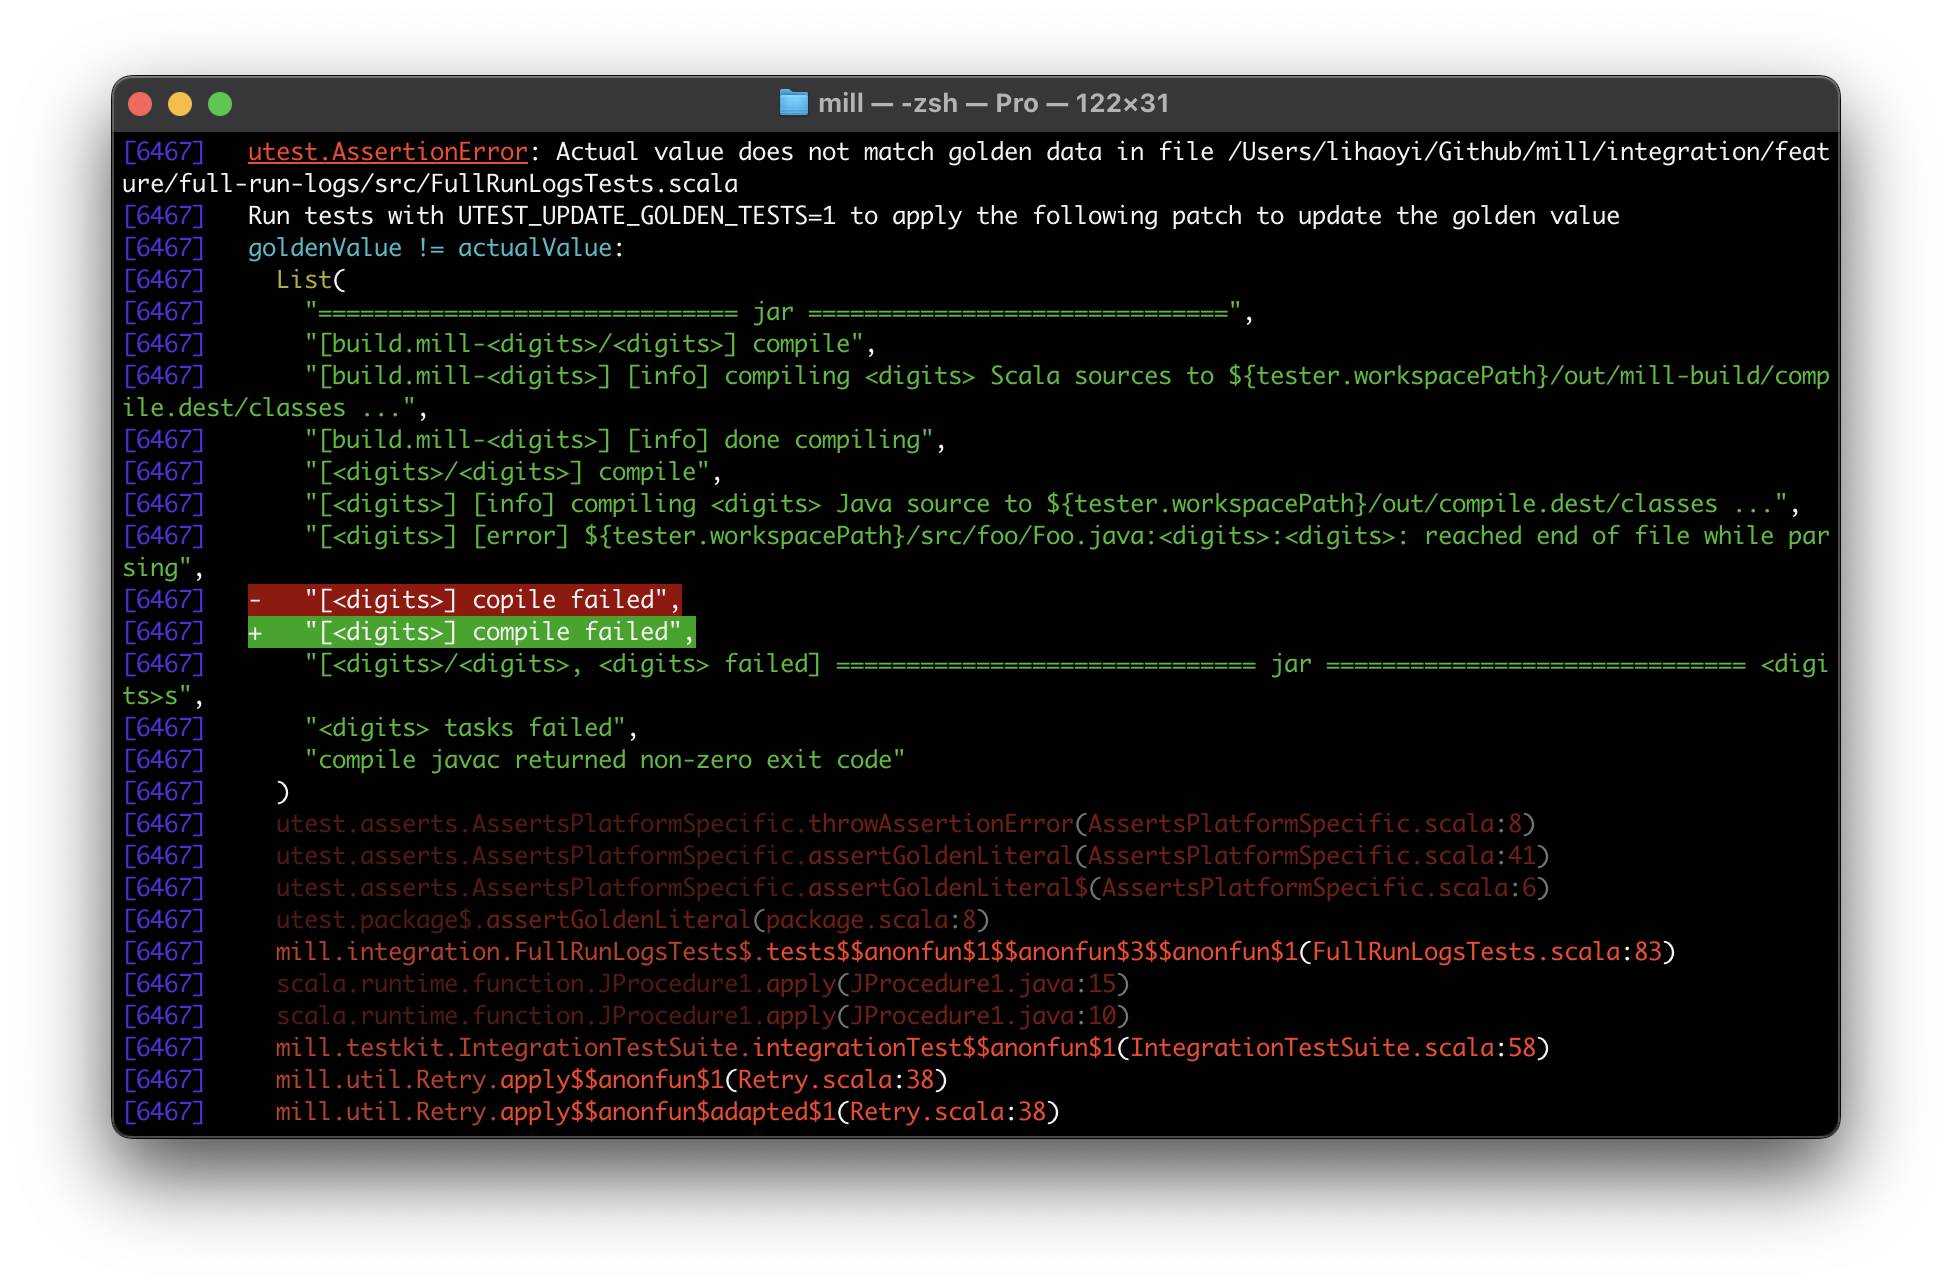 mill — -zsh — Pro — 122×31
[6467]   utest.AssertionError: Actual value does not match golden data in file /Users/lihaoyi/Github/mill/integration/feat
ure/full-run-logs/src/FullRunLogsTests.scala
[6467]   Run tests with UTEST_UPDATE_GOLDEN_TESTS=1 to apply the following patch to update the golden value
[6467]   goldenValue != actualValue:
[6467]     List(
[6467]       "============================== jar ==============================",
[6467]       "[build.mill-<digits>/<digits>] compile",
[6467]       "[build.mill-<digits>] [info] compiling <digits> Scala sources to ${tester.workspacePath}/out/mill-build/comp
ile.dest/classes ...",
[6467]       "[build.mill-<digits>] [info] done compiling",
[6467]       "[<digits>/<digits>] compile",
[6467]       "[<digits>] [info] compiling <digits> Java source to ${tester.workspacePath}/out/compile.dest/classes ...",
[6467]       "[<digits>] [error] ${tester.workspacePath}/src/foo/Foo.java:<digits>:<digits>: reached end of file while par
sing",
[6467]   -   "[<digits>] copile failed",
[6467]   +   "[<digits>] compile failed",
[6467]       "[<digits>/<digits>, <digits> failed] ============================== jar ============================== <digi
ts>s",
[6467]       "<digits> tasks failed",
[6467]       "compile javac returned non-zero exit code"
[6467]     )
[6467]     utest.asserts.AssertsPlatformSpecific.throwAssertionError(AssertsPlatformSpecific.scala:8)
[6467]     utest.asserts.AssertsPlatformSpecific.assertGoldenLiteral(AssertsPlatformSpecific.scala:41)
[6467]     utest.asserts.AssertsPlatformSpecific.assertGoldenLiteral$(AssertsPlatformSpecific.scala:6)
[6467]     utest.package$.assertGoldenLiteral(package.scala:8)
[6467]     mill.integration.FullRunLogsTests$.tests$$anonfun$1$$anonfun$3$$anonfun$1(FullRunLogsTests.scala:83)
[6467]     scala.runtime.function.JProcedure1.apply(JProcedure1.java:15)
[6467]     scala.runtime.function.JProcedure1.apply(JProcedure1.java:10)
[6467]     mill.testkit.IntegrationTestSuite.integrationTest$$anonfun$1(IntegrationTestSuite.scala:58)
[6467]     mill.util.Retry.apply$$anonfun$1(Retry.scala:38)
[6467]     mill.util.Retry.apply$$anonfun$adapted$1(Retry.scala:38)